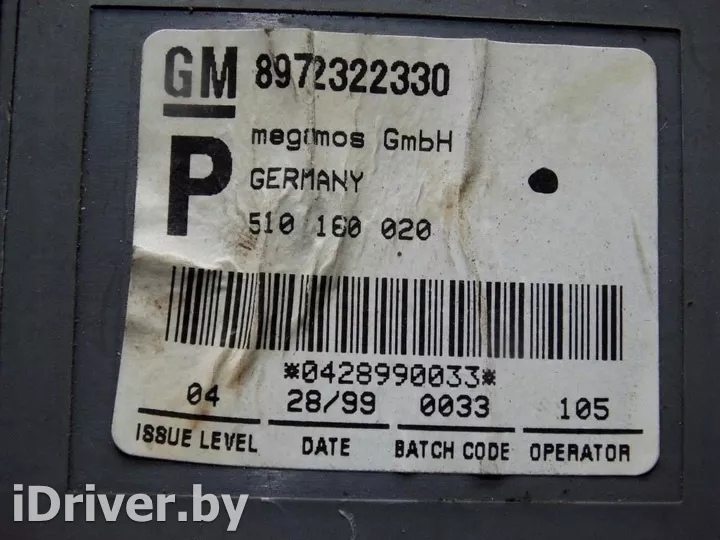 GM 8972322330
P
megamos GmbH
GERMANY
510 160 020
*0428990033*
04 28/99 0033 105
ISSUE LEVEL DATE BATCH CODE OPERATOR
iDriver.by